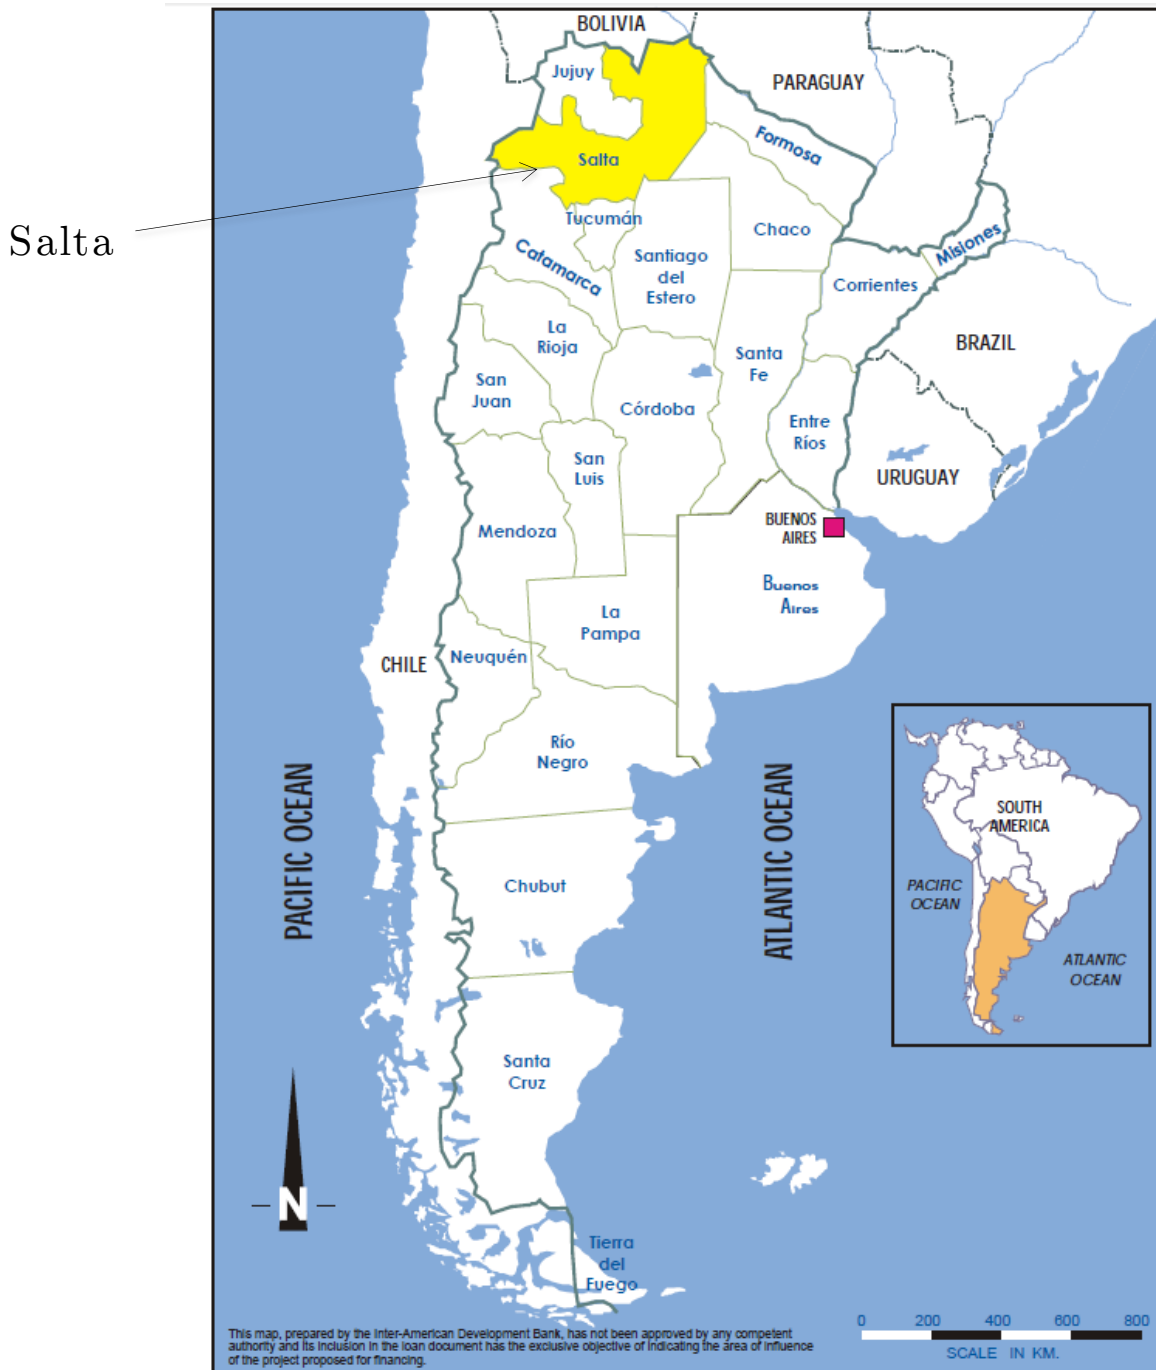 BOLIVIA
Jujuy
PARAGUAY
Formosa
Salta
Salta
Tucumán
Chaco
Misiones
Catamarca
Santiago
del
Estero
Corrientes
La
Rioja
BRAZIL
Santa
Fe
San
Juan
Córdoba
Entre
Ríos
San
Luis
URUGUAY
Mendoza
BUENOS
AIRES
Buenos
Aires
La
Pampa
CHILE
Neuquén
Río
Negro
PACIFIC OCEAN
ATLANTIC OCEAN
SOUTH
AMERICA
PACIFIC
OCEAN
ATLANTIC
OCEAN
Chubut
Santa
Cruz
N
Tierra
del
Fuego
0 200 400 600 800
SCALE IN KM.
This map, prepared by the Inter-American Development Bank, has not been approved by any competent
authority and its inclusion in the loan document has the exclusive objective of indicating the area of influence
of the project proposed for financing.